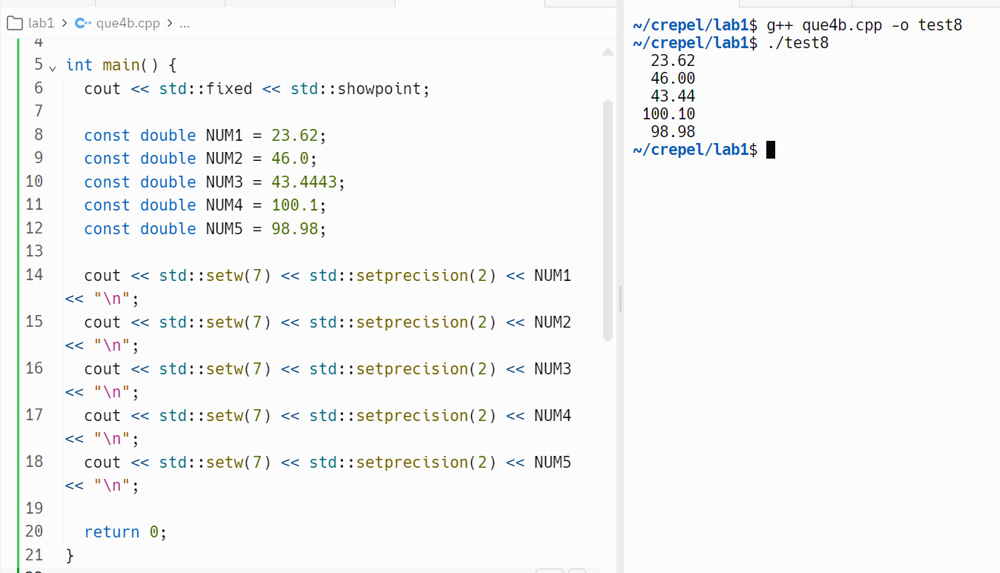 lab1 > C++ que4b.cpp > ...
4
5 int main() {
6 cout << std::fixed << std::showpoint;
7
8 const double NUM1 = 23.62;
9 const double NUM2 = 46.0;
10 const double NUM3 = 43.4443;
11 const double NUM4 = 100.1;
12 const double NUM5 = 98.98;
13
14 cout << std::setw(7) << std::setprecision(2) << NUM1
<< "\n";
15 cout << std::setw(7) << std::setprecision(2) << NUM2
<< "\n";
16 cout << std::setw(7) << std::setprecision(2) << NUM3
<< "\n";
17 cout << std::setw(7) << std::setprecision(2) << NUM4
<< "\n";
18 cout << std::setw(7) << std::setprecision(2) << NUM5
<< "\n";
19
20 return 0;
21 }
~/crepel/lab1$ g++ que4b.cpp -o test8
~/crepel/lab1$ ./test8
23.62
46.00
43.44
100.10
98.98
~/crepel/lab1$